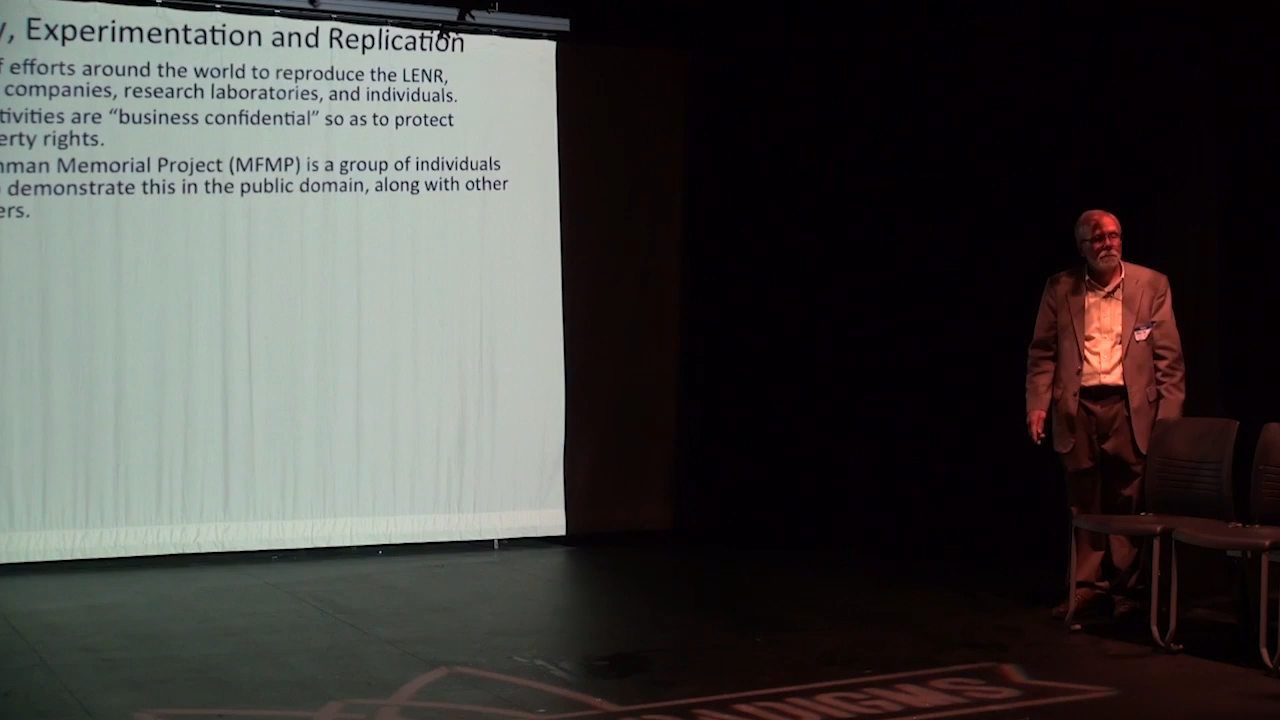 , Experimentation and Replication
efforts around the world to reproduce the LENR,
companies, research laboratories, and individuals.
tivities are “business confidential” so as to protect
erty rights.
man Memorial Project (MFMP) is a group of individuals
demonstrate this in the public domain, along with other
ers.